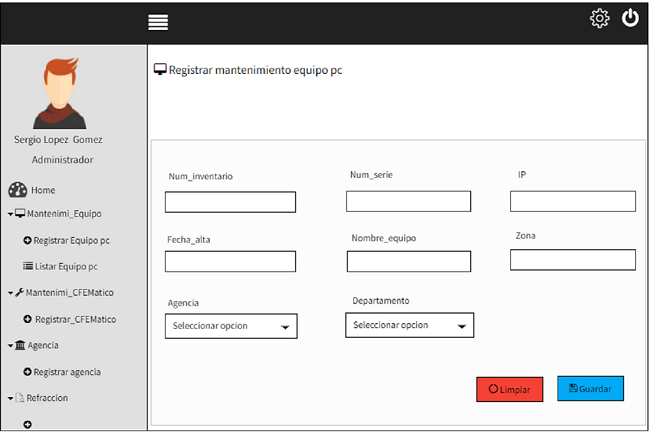 Registrar mantenimiento equipo pc
Sergio Lopez Gomez
Administrador
Home
Mantenimi_Equipo
Registrar Equipo pc
Listar Equipo pc
Mantenimi_CFEMatico
Registrar_CFEMatico
Agencia
Registrar agencia
Refraccion
Num_inventario
Num_serie
IP
Fecha_alta
Nombre_equipo
Zona
Agencia
Departamento
Seleccionar opcion
Seleccionar opcion
Limpiar
Guardar